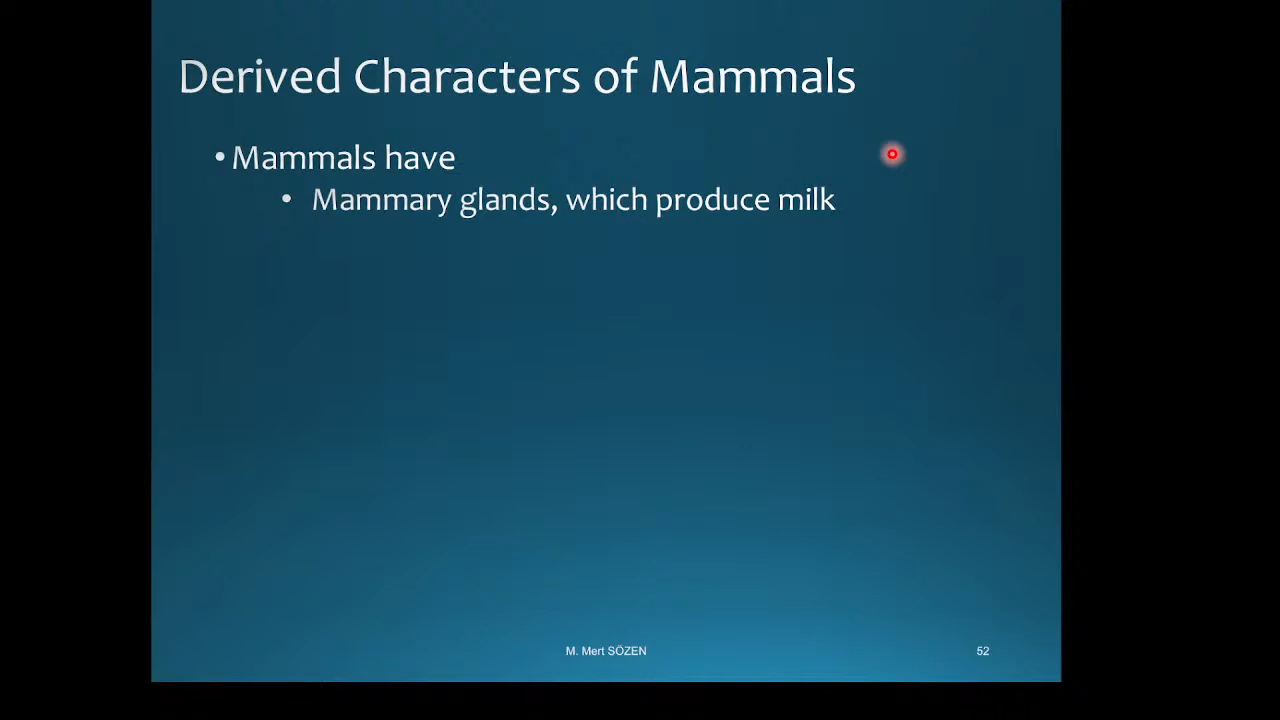 Derived Characters of Mammals
• Mammals have
• Mammary glands, which produce milk
M. Mert SÖZEN
52